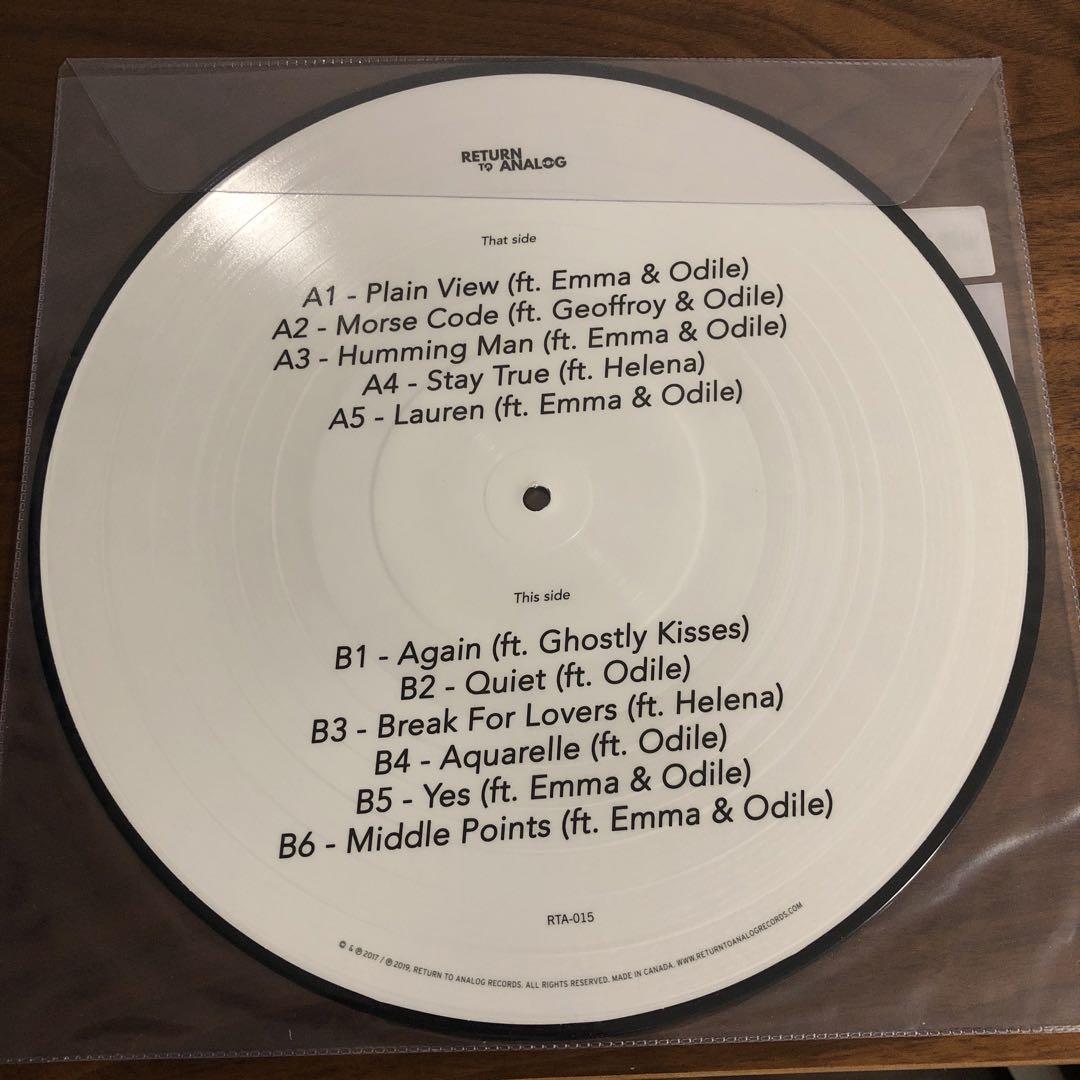 RETURN
TO ANALOG
That side
A1 - Plain View (ft. Emma & Odile)
A2 - Morse Code (ft. Geoffroy & Odile)
A3 - Humming Man (ft. Emma & Odile)
A4 - Stay True (ft. Helena)
A5 - Lauren (ft. Emma & Odile)
This side
B1 - Again (ft. Ghostly Kisses)
B2 - Quiet (ft. Odile)
B3 - Break For Lovers (ft. Helena)
B4 - Aquarelle (ft. Odile)
B5 - Yes (ft. Emma & Odile)
B6 - Middle Points (ft. Emma & Odile)
RTA-015
© & ℗ 2017 / ℗ 2019, RETURN TO ANALOG RECORDS. ALL RIGHTS RESERVED. MADE IN CANADA. WWW.RETURNTOANALOGRECORDS.COM